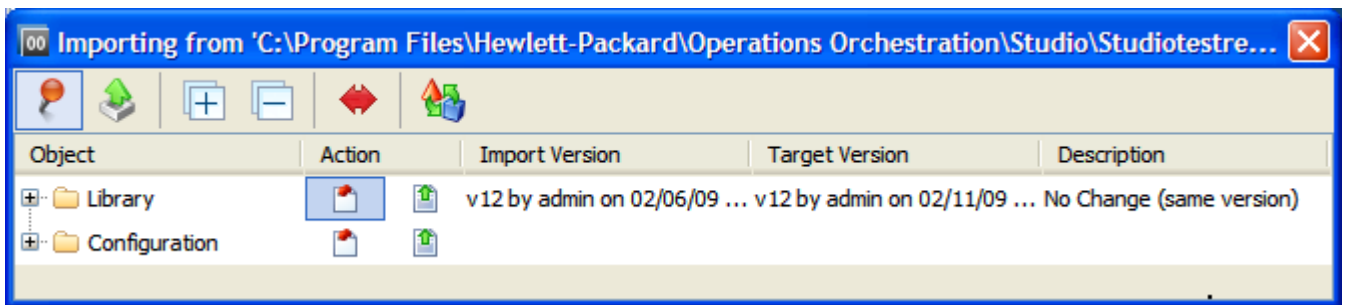 00 Importing from 'C:\Program Files\Hewlett-Packard\Operations Orchestration\Studio\Studiotestre...
Object Action Import Version Target Version Description
Library v12 by admin on 02/06/09 ... v12 by admin on 02/11/09 ... No Change (same version)
Configuration